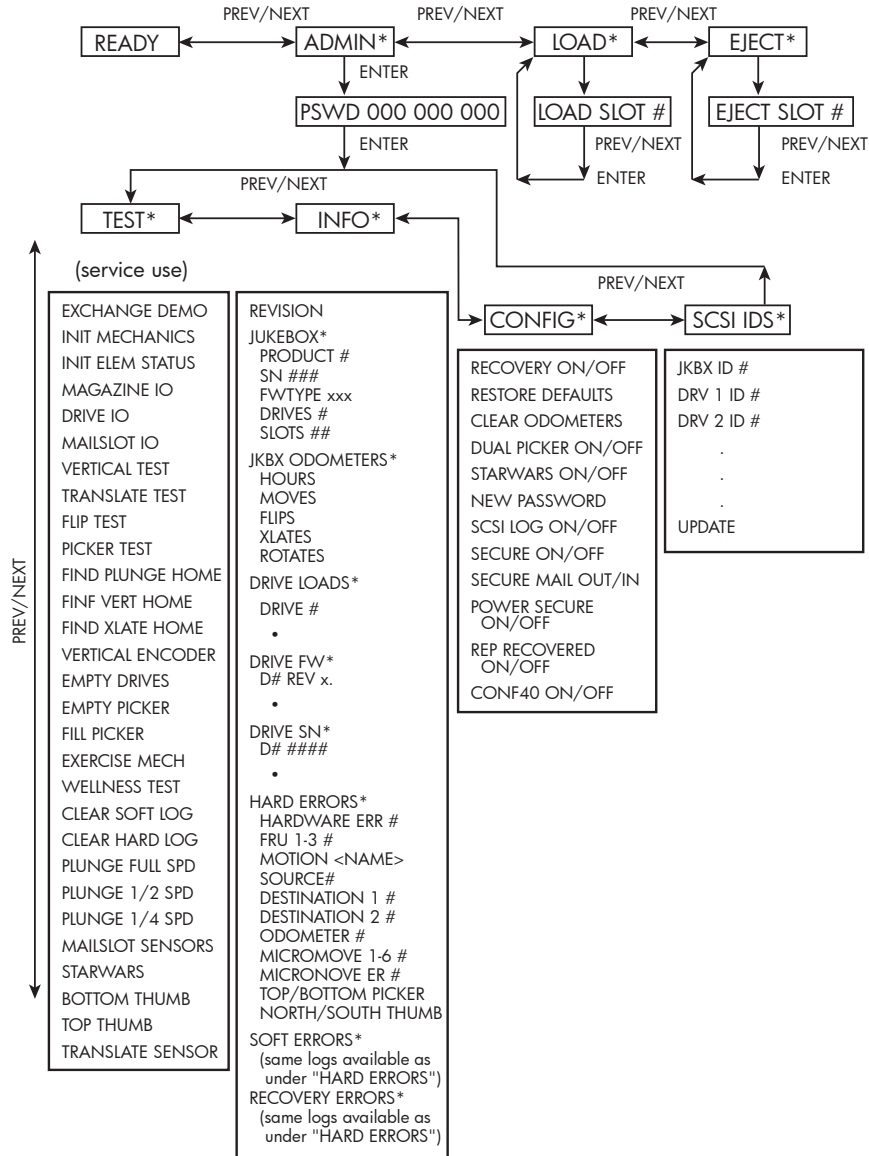 PREV/NEXT
PREV/NEXT
PREV/NEXT
READY
ADMIN*
LOAD*
EJECT*
ENTER
PSWD 000 000 000
LOAD SLOT #
EJECT SLOT #
ENTER
PREV/NEXT
PREV/NEXT
ENTER
ENTER
PREV/NEXT
TEST*
INFO*
(service use)
PREV/NEXT
CONFIG*
SCSI IDS*
PREV/NEXT
EXCHANGE DEMO
INIT MECHANICS
INIT ELEM STATUS
MAGAZINE IO
DRIVE IO
MAILSLOT IO
VERTICAL TEST
TRANSLATE TEST
FLIP TEST
PICKER TEST
FIND PLUNGE HOME
FINF VERT HOME
FIND XLATE HOME
VERTICAL ENCODER
EMPTY DRIVES
EMPTY PICKER
FILL PICKER
EXERCISE MECH
WELLNESS TEST
CLEAR SOFT LOG
CLEAR HARD LOG
PLUNGE FULL SPD
PLUNGE 1/2 SPD
PLUNGE 1/4 SPD
MAILSLOT SENSORS
STARWARS
BOTTOM THUMB
TOP THUMB
TRANSLATE SENSOR
REVISION
JUKEBOX*
PRODUCT #
SN ###
FWTYPE xxx
DRIVES #
SLOTS ##
JKBX ODOMETERS*
HOURS
MOVES
FLIPS
XLATES
ROTATES
DRIVE LOADS*
DRIVE #
•
DRIVE FW*
D# REV x.
•
DRIVE SN*
D# ####
•
HARD ERRORS*
HARDWARE ERR #
FRU 1-3 #
MOTION <NAME>
SOURCE#
DESTINATION 1 #
DESTINATION 2 #
ODOMETER #
MICROMOVE 1-6 #
MICRONOVE ER #
TOP/BOTTOM PICKER
NORTH/SOUTH THUMB
SOFT ERRORS*
(same logs available as
under "HARD ERRORS")
RECOVERY ERRORS*
(same logs available as
under "HARD ERRORS")
RECOVERY ON/OFF
RESTORE DEFAULTS
CLEAR ODOMETERS
DUAL PICKER ON/OFF
STARWARS ON/OFF
NEW PASSWORD
SCSI LOG ON/OFF
SECURE ON/OFF
SECURE MAIL OUT/IN
POWER SECURE
ON/OFF
REP RECOVERED
ON/OFF
CONF40 ON/OFF
JKBX ID #
DRV 1 ID #
DRV 2 ID #
.
.
.
UPDATE